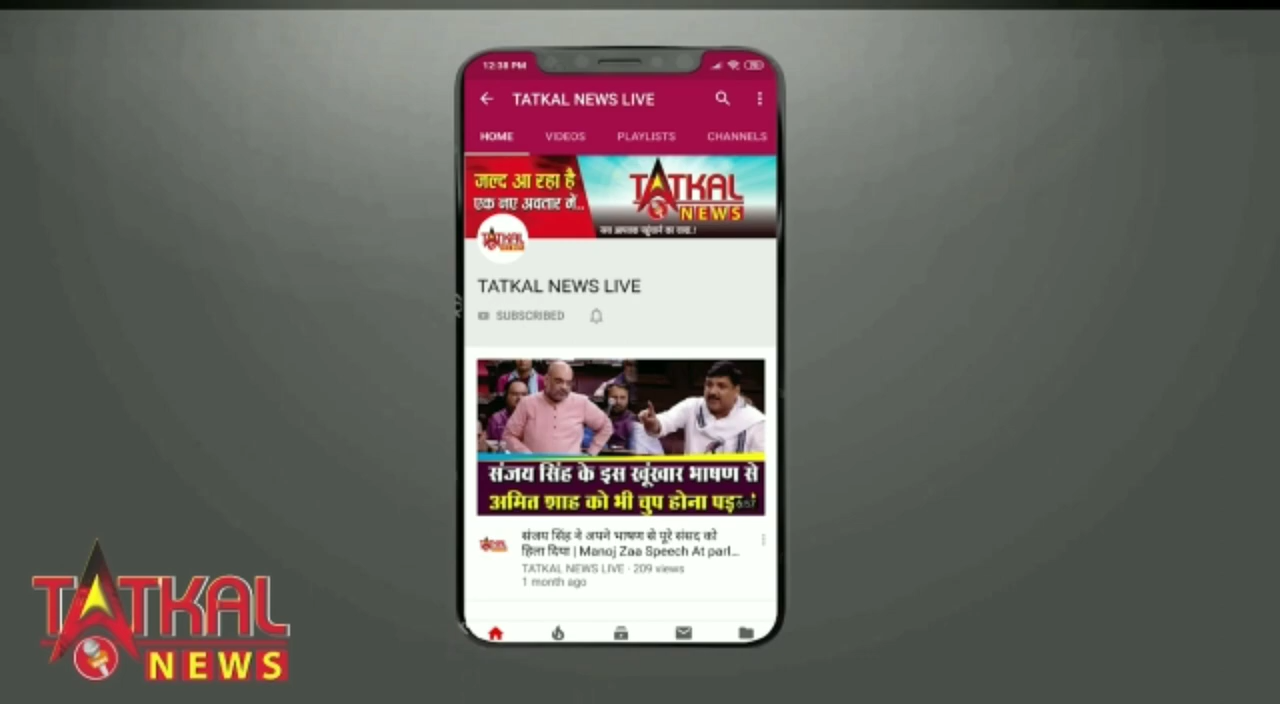 12:38 PM
TATKAL NEWS LIVE
HOME VIDEOS PLAYLISTS CHANNELS
जल्द आ रहा है
एक नए अवतार में...
TATKAL
NEWS
TATKAL
TATKAL NEWS LIVE
SUBSCRIBED
संजय सिंह के इस खूंखार भाषण से
अमित शाह को भी चुप होना पड़
संजय सिंह ने अपने भाषण से पूरे संसद को
हिला दिया | Manoj Zaa Speech At parl...
TATKAL
TATKAL NEWS LIVE · 209 views
1 month ago
TATKAL
NEWS